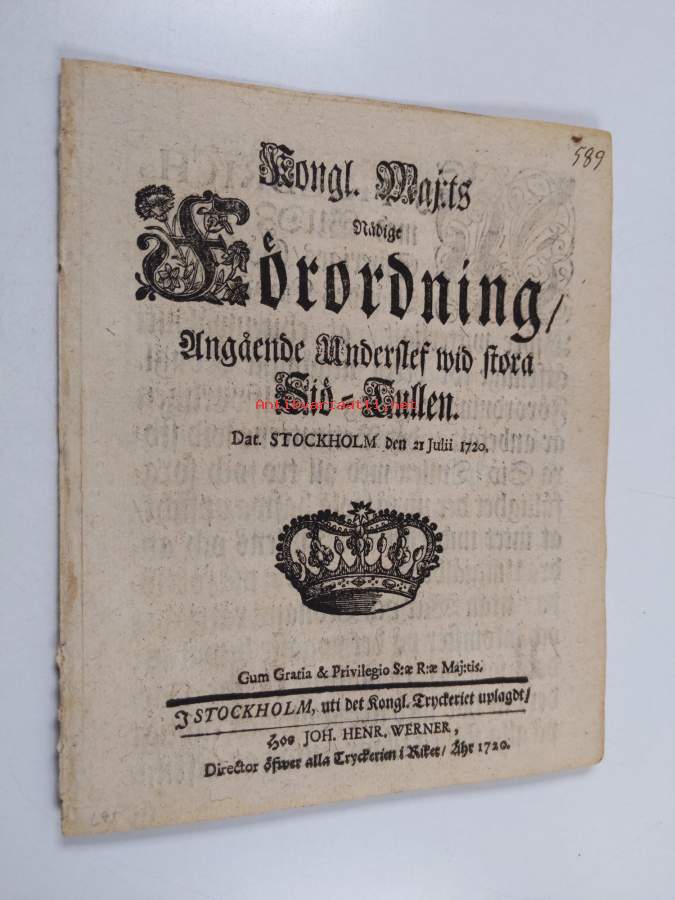 589
Kongl. Maj:ts
Nådige
Förordning/
Angående Underslef wid stora
Siö-Tullen.
Antikvariaatti.net
Dat. STOCKHOLM den 21 Julii 1720.
Gum Gratia & Privilegio S:æ R:æ Maj:tis.
J STOCKHOLM, uti det Kongl. Tryckeriet uplagdt/
Hos JOH. HENR. WERNER,
Director öfwer alla Tryckerien i Riket/ Åhr 1720.